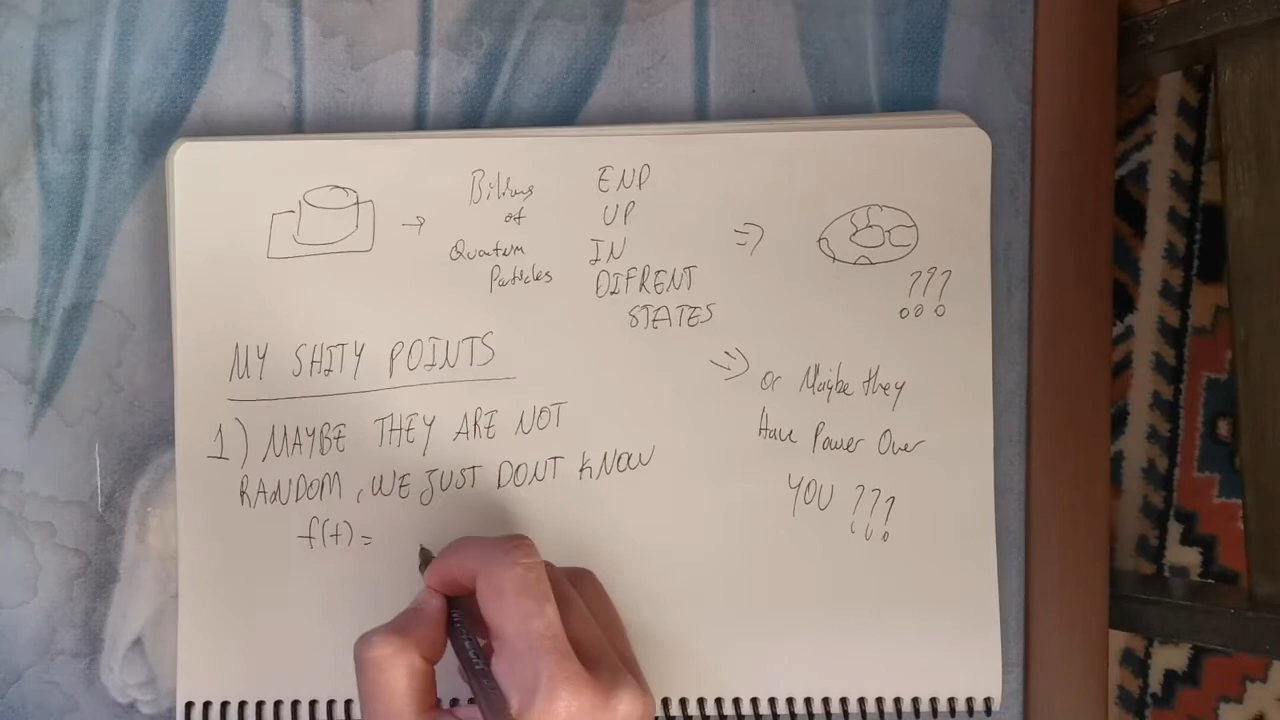 Billions
of
Quantum
Particles
END
UP
IN
DIFRENT
STATES
???
MY SHITY POINTS
1) MAYBE THEY ARE NOT
RANDOM, WE JUST DONT KNOW
f(t) =
or Maybe they
Have Power Over
YOU ???